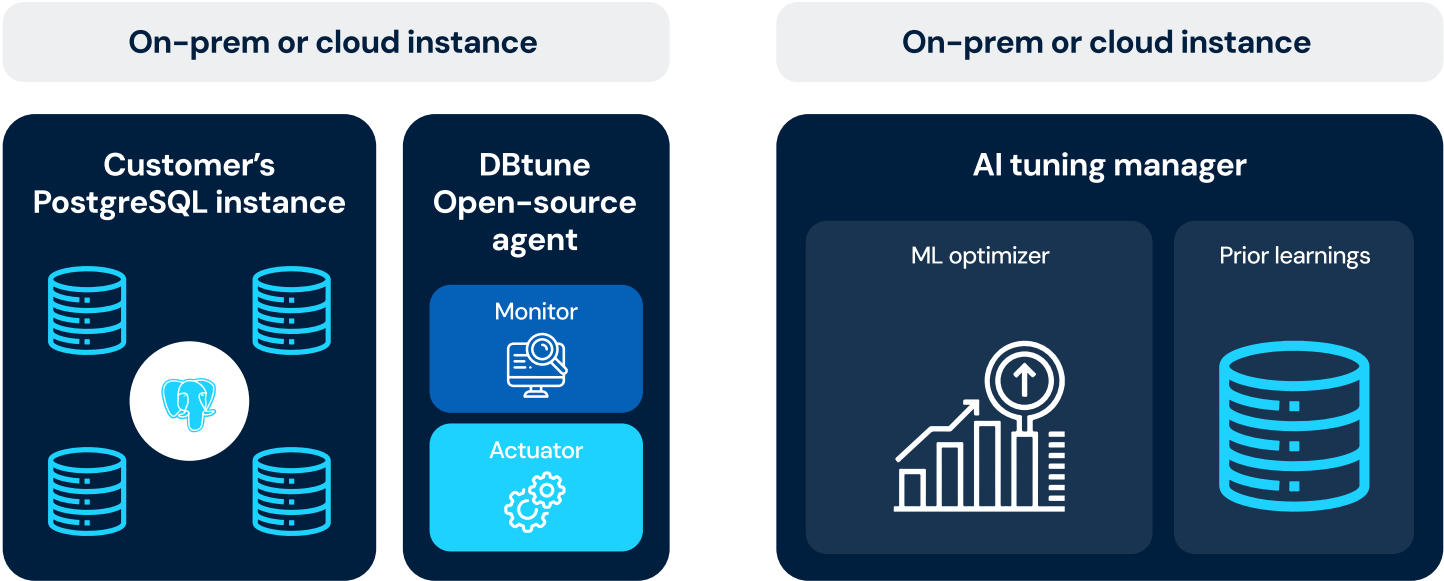 On-prem or cloud instance
On-prem or cloud instance
Customer’s
PostgreSQL instance
DBtune
Open-source
agent
Monitor
Actuator
AI tuning manager
ML optimizer
Prior learnings